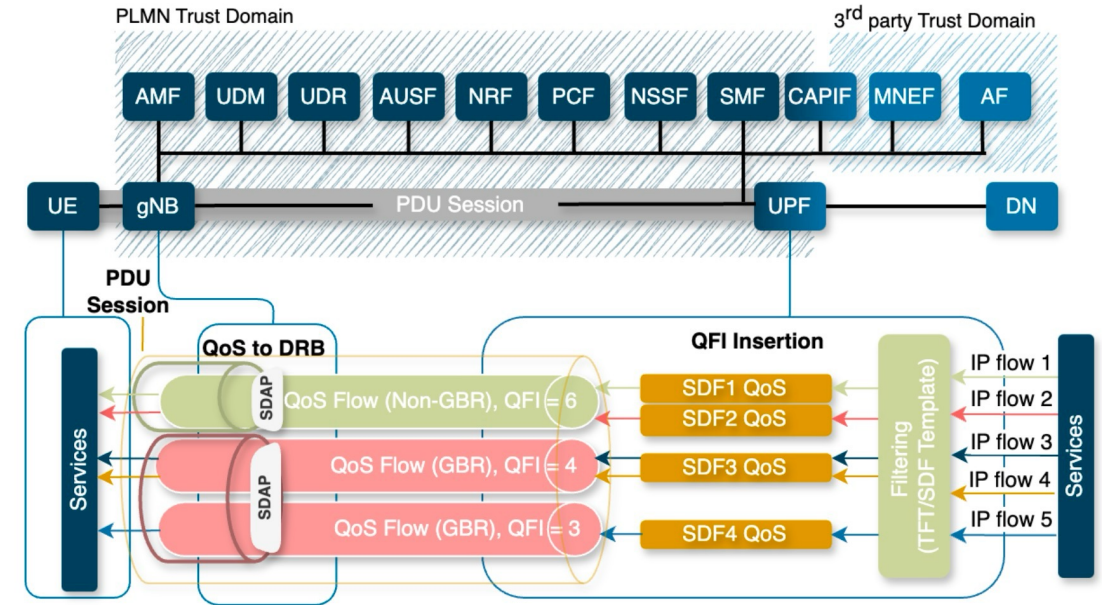 PLMN Trust Domain
3rd party Trust Domain
AMF
UDM
UDR
AUSF
NRF
PCF
NSSF
SMF
CAPIF
MNEF
AF
UE
gNB
PDU Session
UPF
DN
PDU
Session
QoS to DRB
QFI Insertion
Services
SDAP
QoS Flow (Non-GBR), QFI = 6
SDAP
QoS Flow (GBR), QFI = 4
QoS Flow (GBR), QFI = 3
SDF1 QoS
SDF2 QoS
SDF3 QoS
SDF4 QoS
Filtering
(TFT/SDF Template)
IP flow 1
IP flow 2
IP flow 3
IP flow 4
IP flow 5
Services